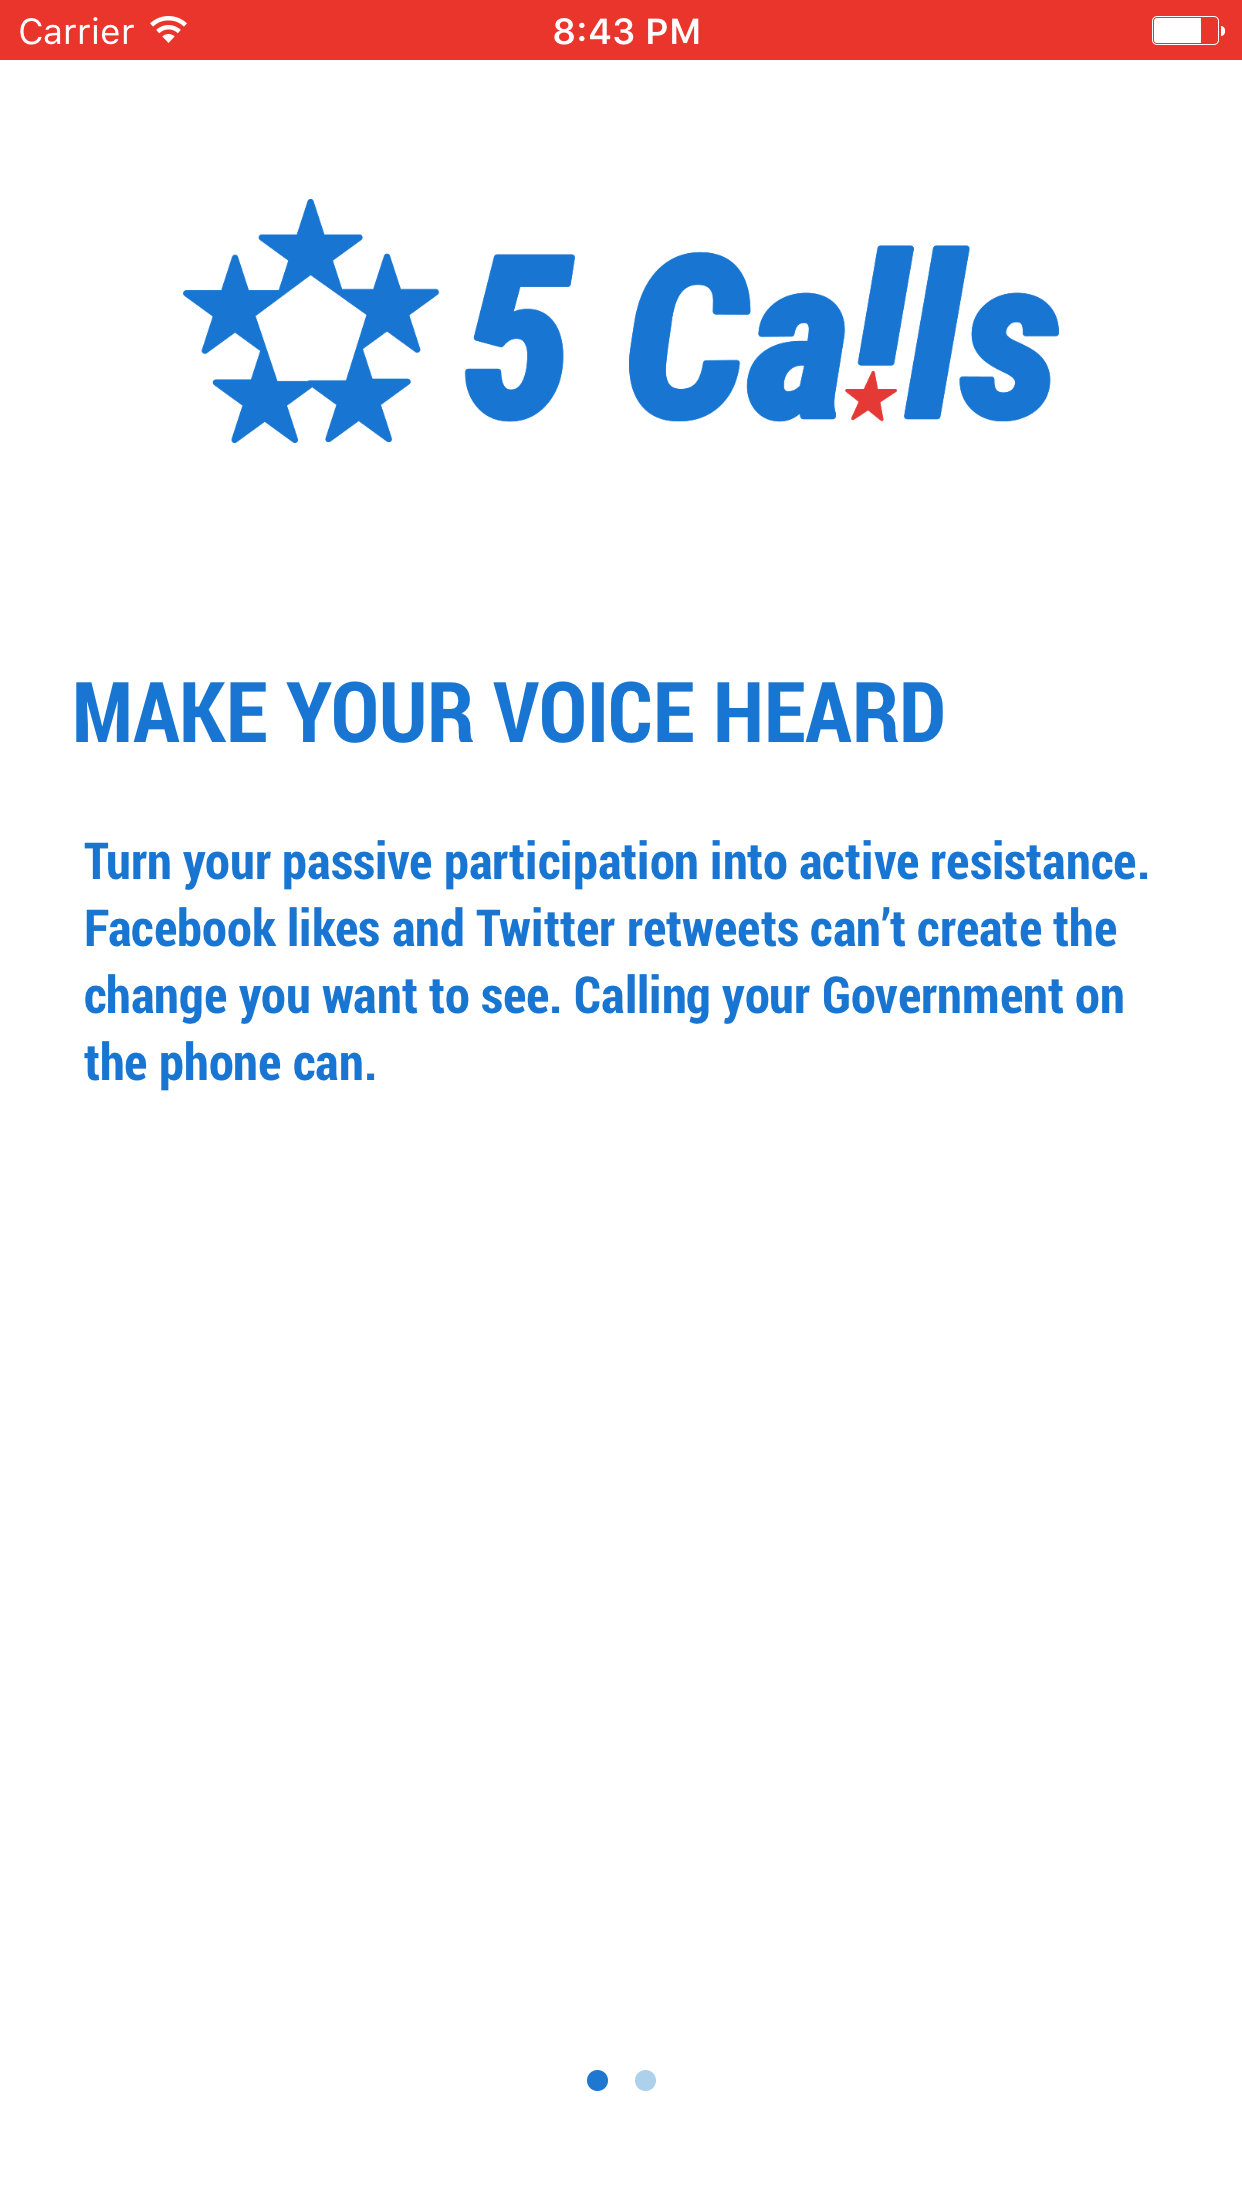 Carrier 8:43 PM
5 Calls
MAKE YOUR VOICE HEARD
Turn your passive participation into active resistance.
Facebook likes and Twitter retweets can’t create the
change you want to see. Calling your Government on
the phone can.